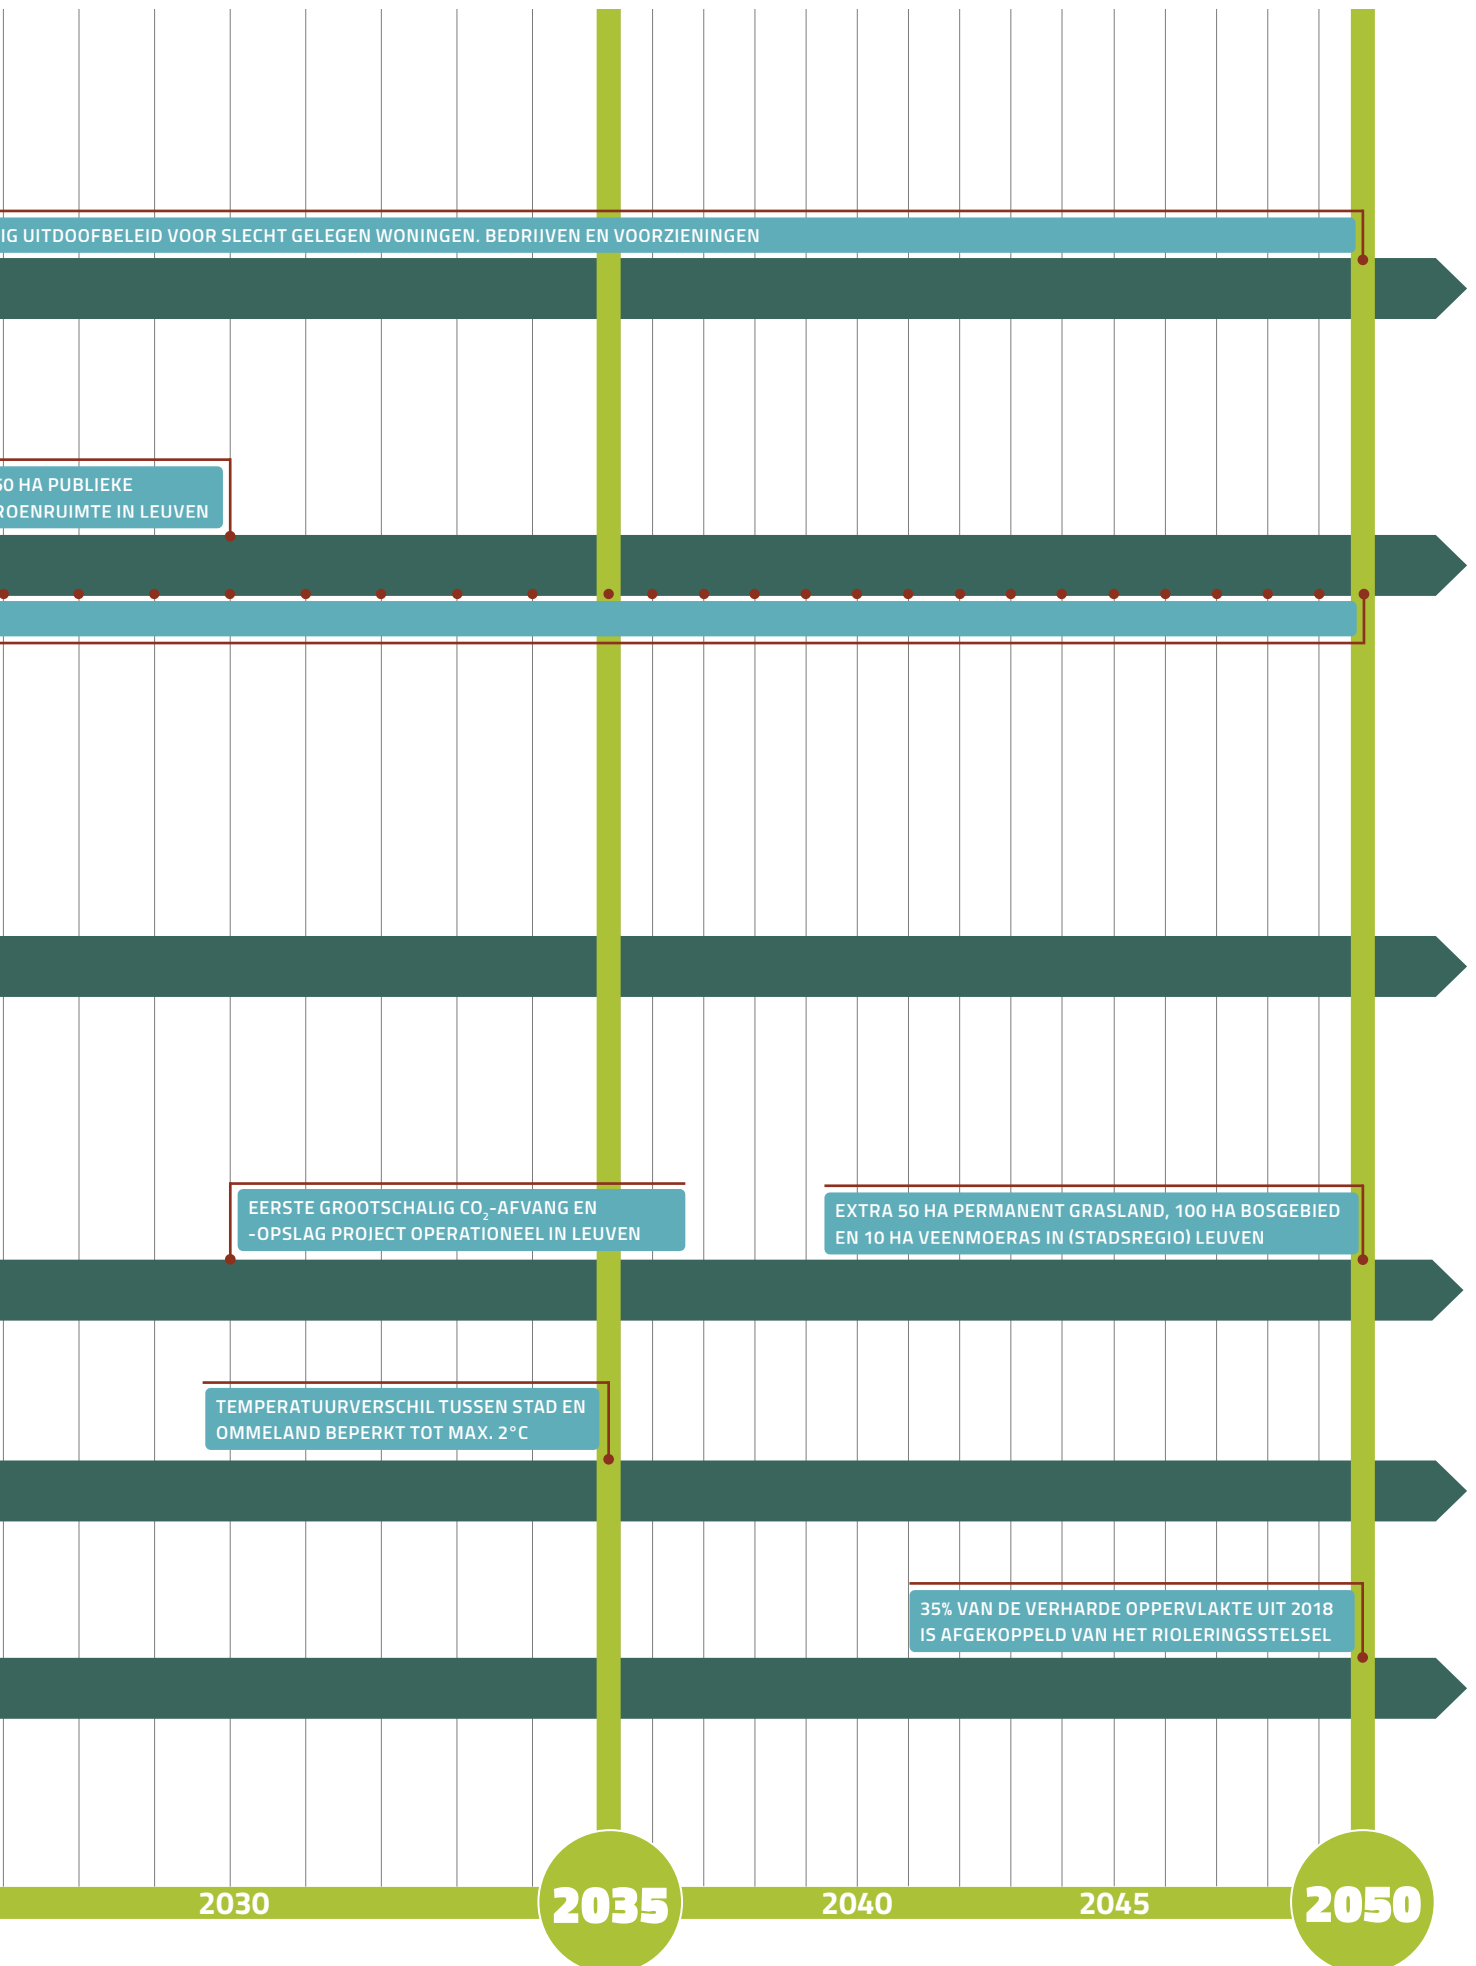 UITDOOFBELEID VOOR SLECHT GELEGEN WONINGEN. BEDRIJVEN EN VOORZIENINGEN
HA PUBLIEKE
IN LEUVEN
EERSTE GROOTSCHALIG CO₂-AFVANG EN
-OPSLAG PROJECT OPERATIONEEL IN LEUVEN
EXTRA 50 HA PERMANENT GRASLAND, 100 HA BOSGEBIED
EN 10 HA VEENMOERAS IN (STADSREGIO) LEUVEN
TEMPERATUURVERSCHIL TUSSEN STAD EN
OMMELAND BEPERKT TOT MAX. 2°C
35% VAN DE VERHARDE OPPERVLAKTE UIT 2018
IS AFGEKOPPELD VAN HET RIOLERINGSSTELSEL
2030
2035
2040
2045
2050